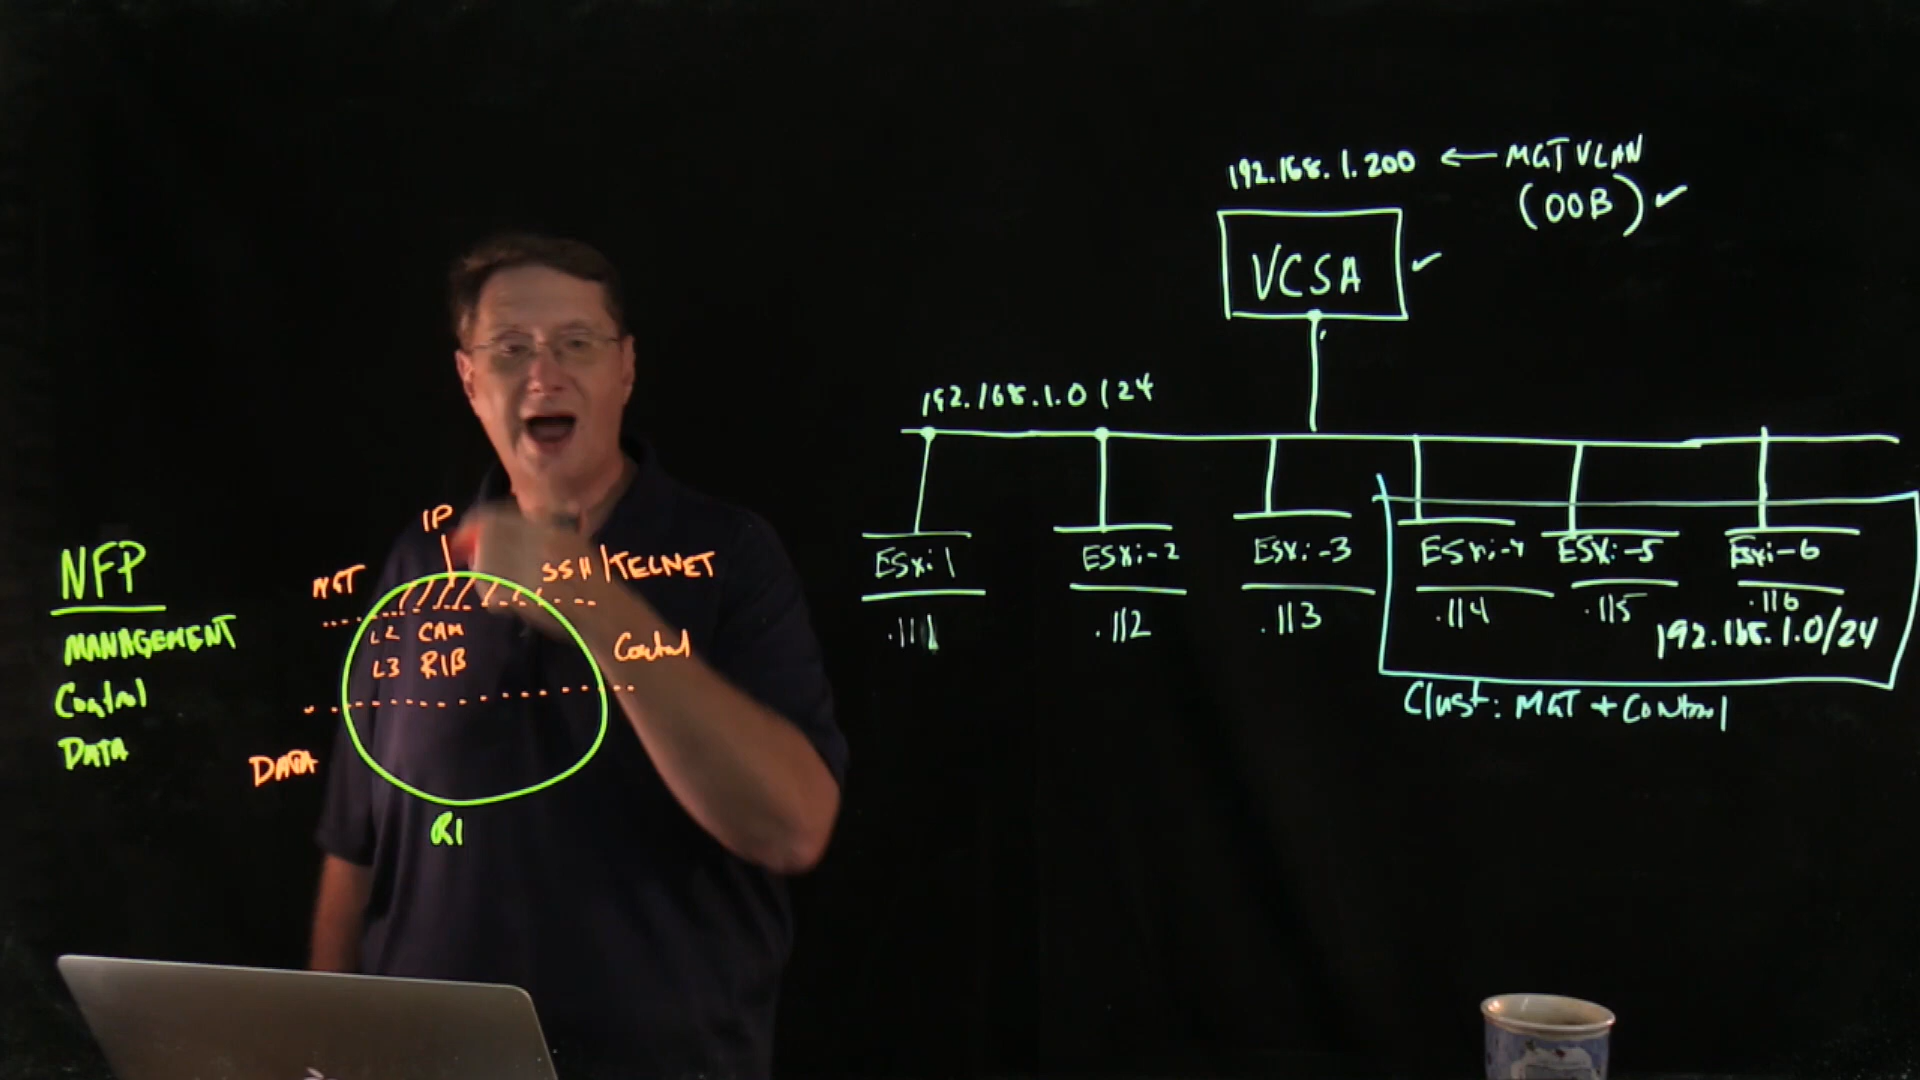 NFP
MANAGEMENT
Control
DATA
IP
MGT
SSH/TELNET
L2 CAM
L3 RIB
Control
DATA
R1
192.168.1.200 ← MGT VLAN
(OOB) ✓
VCSA ✓
192.168.1.0/24
ESXi1
.111
ESXi-2
.112
ESXi-3
.113
ESXi-4
.114
ESXi-5
.115
ESXi-6
.116
192.168.1.0/24
Clust: MGT + Control